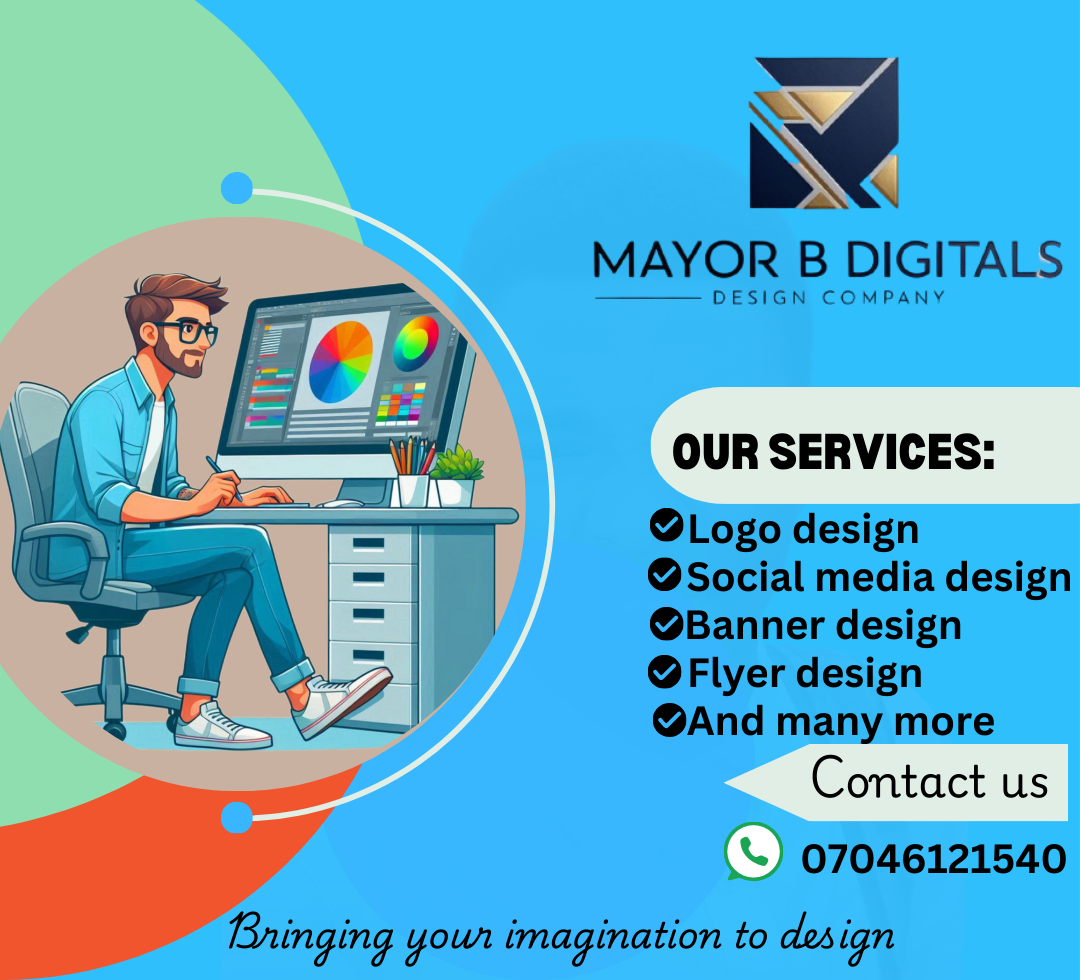 MAYOR B DIGITALS
DESIGN COMPANY
OUR SERVICES:
Logo design
Social media design
Banner design
Flyer design
And many more
Contact us
07046121540
Bringing your imagination to design